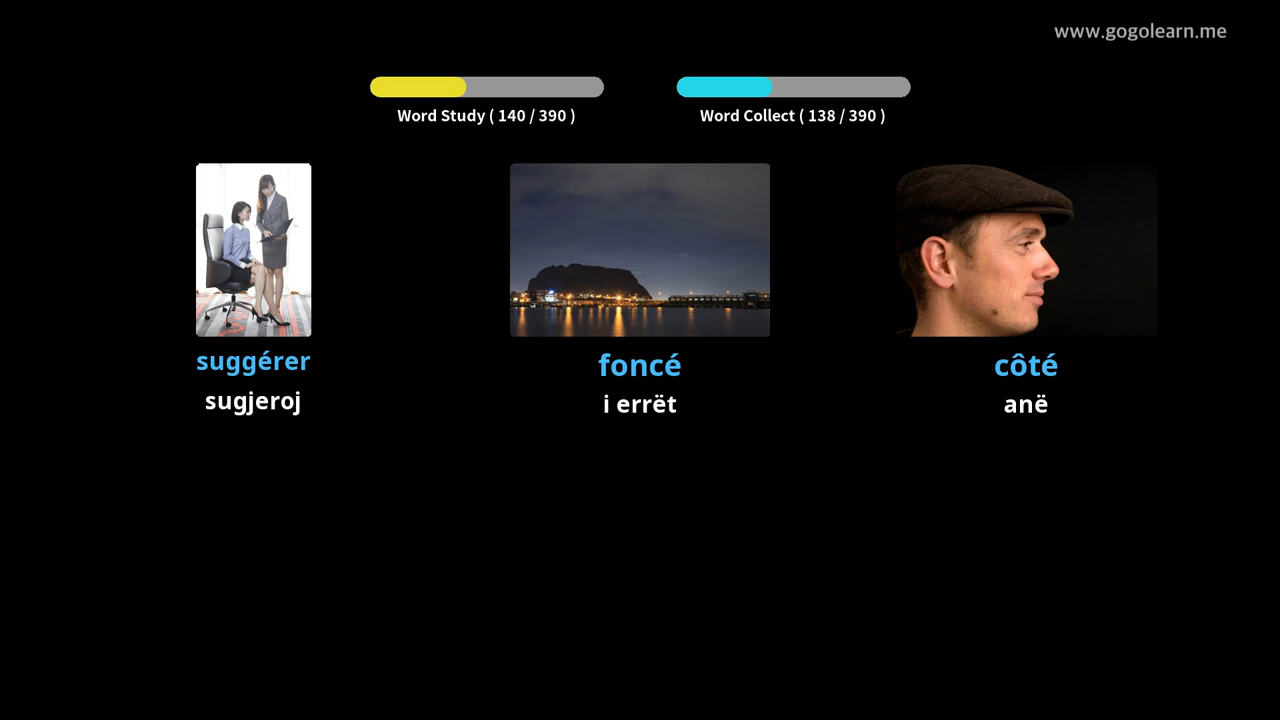 www.gogolearn.me
Word Study ( 140 / 390 )
Word Collect ( 138 / 390 )
suggérer
sugjeroj
foncé
i errët
côté
anë